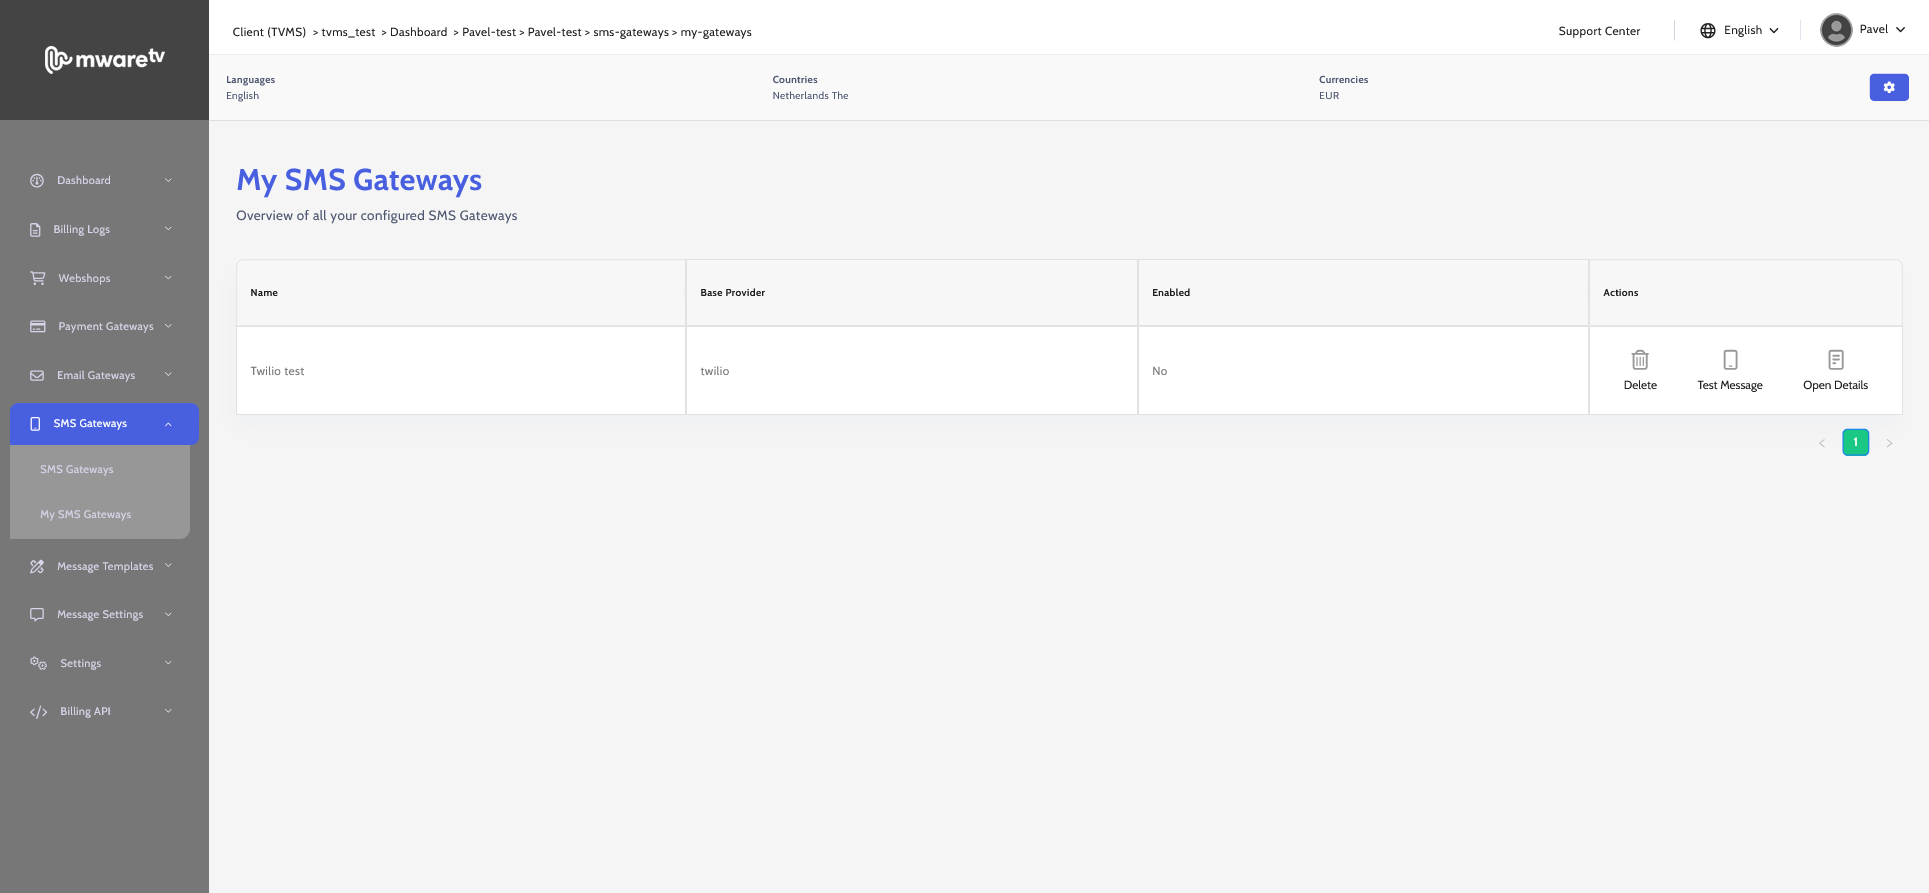 mwaretv
Client (TVMS) > tvms_test > Dashboard > Pavel-test > Pavel-test > sms-gateways > my-gateways
Support Center
English
Pavel
Languages
English
Countries
Netherlands The
Currencies
EUR
Dashboard
Billing Logs
Webshops
Payment Gateways
Email Gateways
SMS Gateways
SMS Gateways
My SMS Gateways
Message Templates
Message Settings
Settings
Billing API
My SMS Gateways
Overview of all your configured SMS Gateways
Name Base Provider Enabled Actions
Twilio test twilio No Delete Test Message Open Details
< 1 >